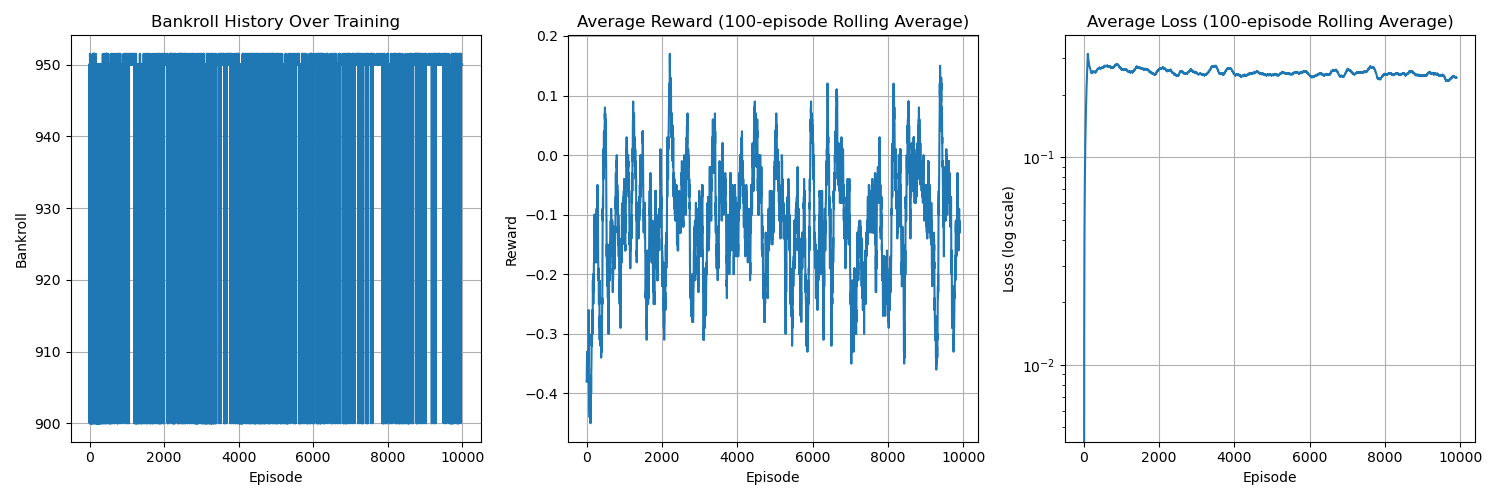 Bankroll History Over Training
Bankroll
950
940
930
920
910
900
0 2000 4000 6000 8000 10000
Episode
Average Reward (100-episode Rolling Average)
Reward
0.2
0.1
0.0
−0.1
−0.2
−0.3
−0.4
0 2000 4000 6000 8000 10000
Episode
Average Loss (100-episode Rolling Average)
Loss (log scale)
10⁻¹
10⁻²
0 2000 4000 6000 8000 10000
Episode